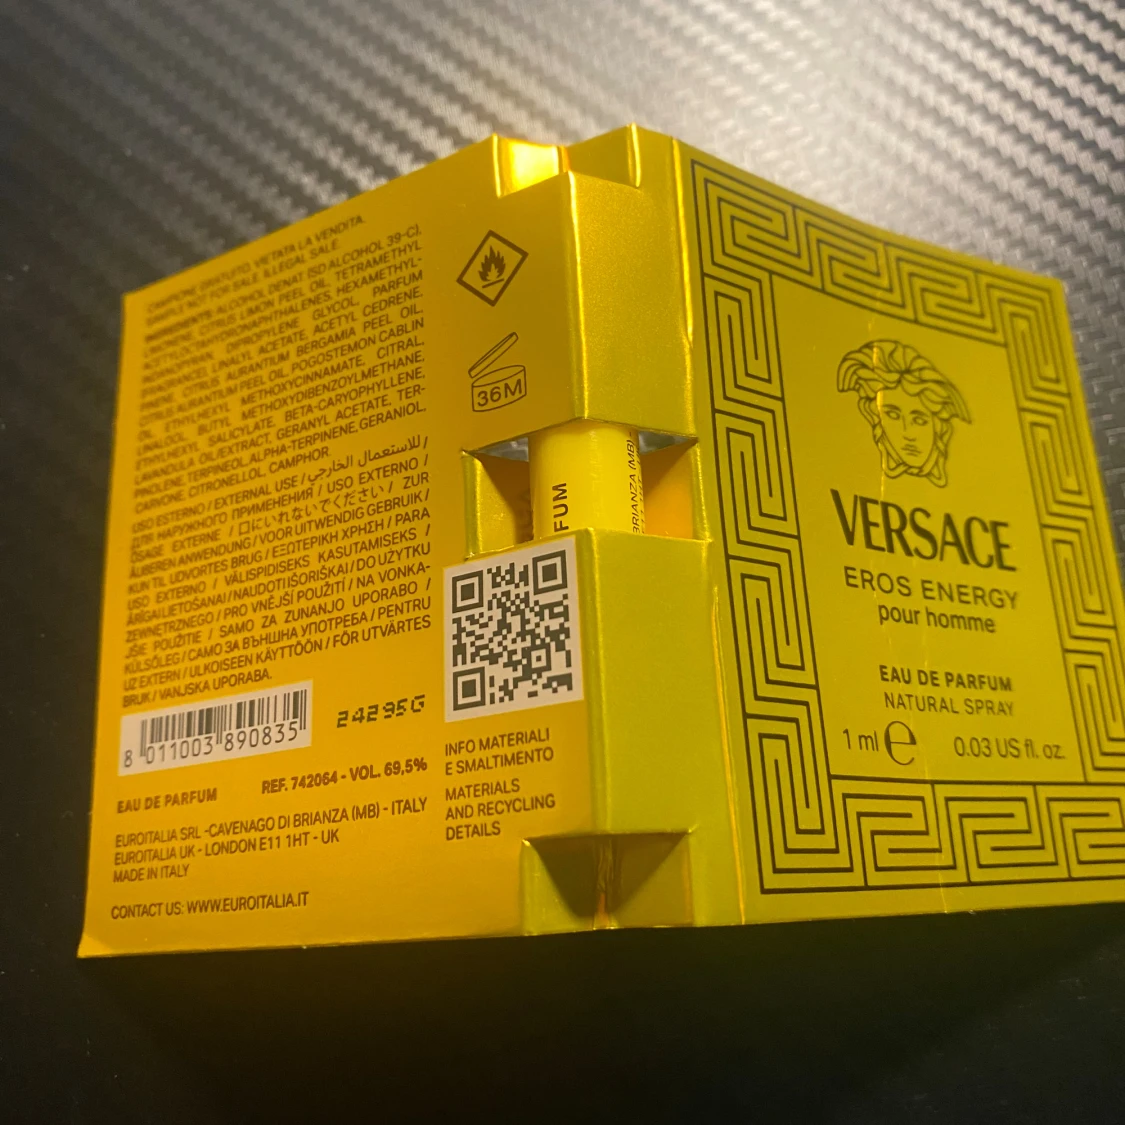 CAMPIONE GRATUITO. VIETATA LA VENDITA.
SAMPLE NOT FOR SALE. ILLEGAL SALE.
INGREDIENTS: ALCOHOL DENAT. (SD ALCOHOL 39-C),
LIMONENE, CITRUS LIMON PEEL OIL, TETRAMETHYL
ACETYLOCTAHYDRONAPHTHALENES, HEXAMETHYL-
INDANOPYRAN, DIPROPYLENE GLYCOL, PARFUM
(FRAGRANCE), LINALYL ACETATE, ACETYL CEDRENE,
PINENE, CITRUS AURANTIUM BERGAMIA PEEL OIL,
CITRUS AURANTIUM PEEL OIL, POGOSTEMON CABLIN
OIL, ETHYLHEXYL METHOXYCINNAMATE, CITRAL,
LINALOOL, BUTYL METHOXYDIBENZOYLMETHANE,
ETHYLHEXYL SALICYLATE, BETA-CARYOPHYLLENE,
LAVANDULA OIL/EXTRACT, GERANYL ACETATE, TER-
PINOLENE, TERPINEOL, ALPHA-TERPINENE, GERANIOL,
CARVONE, CITRONELLOL, CAMPHOR.
USO ESTERNO / EXTERNAL USE / للاستعمال الخارجي /
ДЛЯ НАРУЖНОГО ПРИМЕНЕНИЯ / USO EXTERNO /
USAGE EXTERNE / 口にいれないでください / ZUR
ÄUßEREN ANWENDUNG / VOOR UITWENDIG GEBRUIK /
KUN TIL UDVORTES BRUG / ΕΞΩΤΕΡΙΚΗ ΧΡΗΣΗ / PARA
USO EXTERNO / VÄLISPIDISEKS KASUTAMISEKS /
ĀRĪGAI LIETOŠANAI / NAUDOTI IŠORIŠKAI / DO UŻYTKU
ZEWNĘTRZNEGO / PRO VNĚJŠÍ POUŽITÍ / NA VONKA-
JŠIE POUŽITIE / SAMO ZA ZUNANJO UPORABO /
KÜLSŐLEG / САМО ЗА ВЪНШНА УПОТРЕБА / PENTRU
UZ EXTERN / ULKOISEEN KÄYTTÖÖN / FÖR UTVÄRTES
BRUK / VANJSKA UPORABA.
8 011003 890835
24295G
EAU DE PARFUM
REF. 742064 - VOL. 69,5%
EUROITALIA SRL -CAVENAGO DI BRIANZA (MB) - ITALY
EUROITALIA UK - LONDON E11 1HT - UK
MADE IN ITALY
CONTACT US: WWW.EUROITALIA.IT
36M
FUM
BRIANZA (MB)
INFO MATERIALI
E SMALTIMENTO
MATERIALS
AND RECYCLING
DETAILS
VERSACE
EROS ENERGY
pour homme
EAU DE PARFUM
NATURAL SPRAY
1 ml ℮ 0.03 US fl. oz.